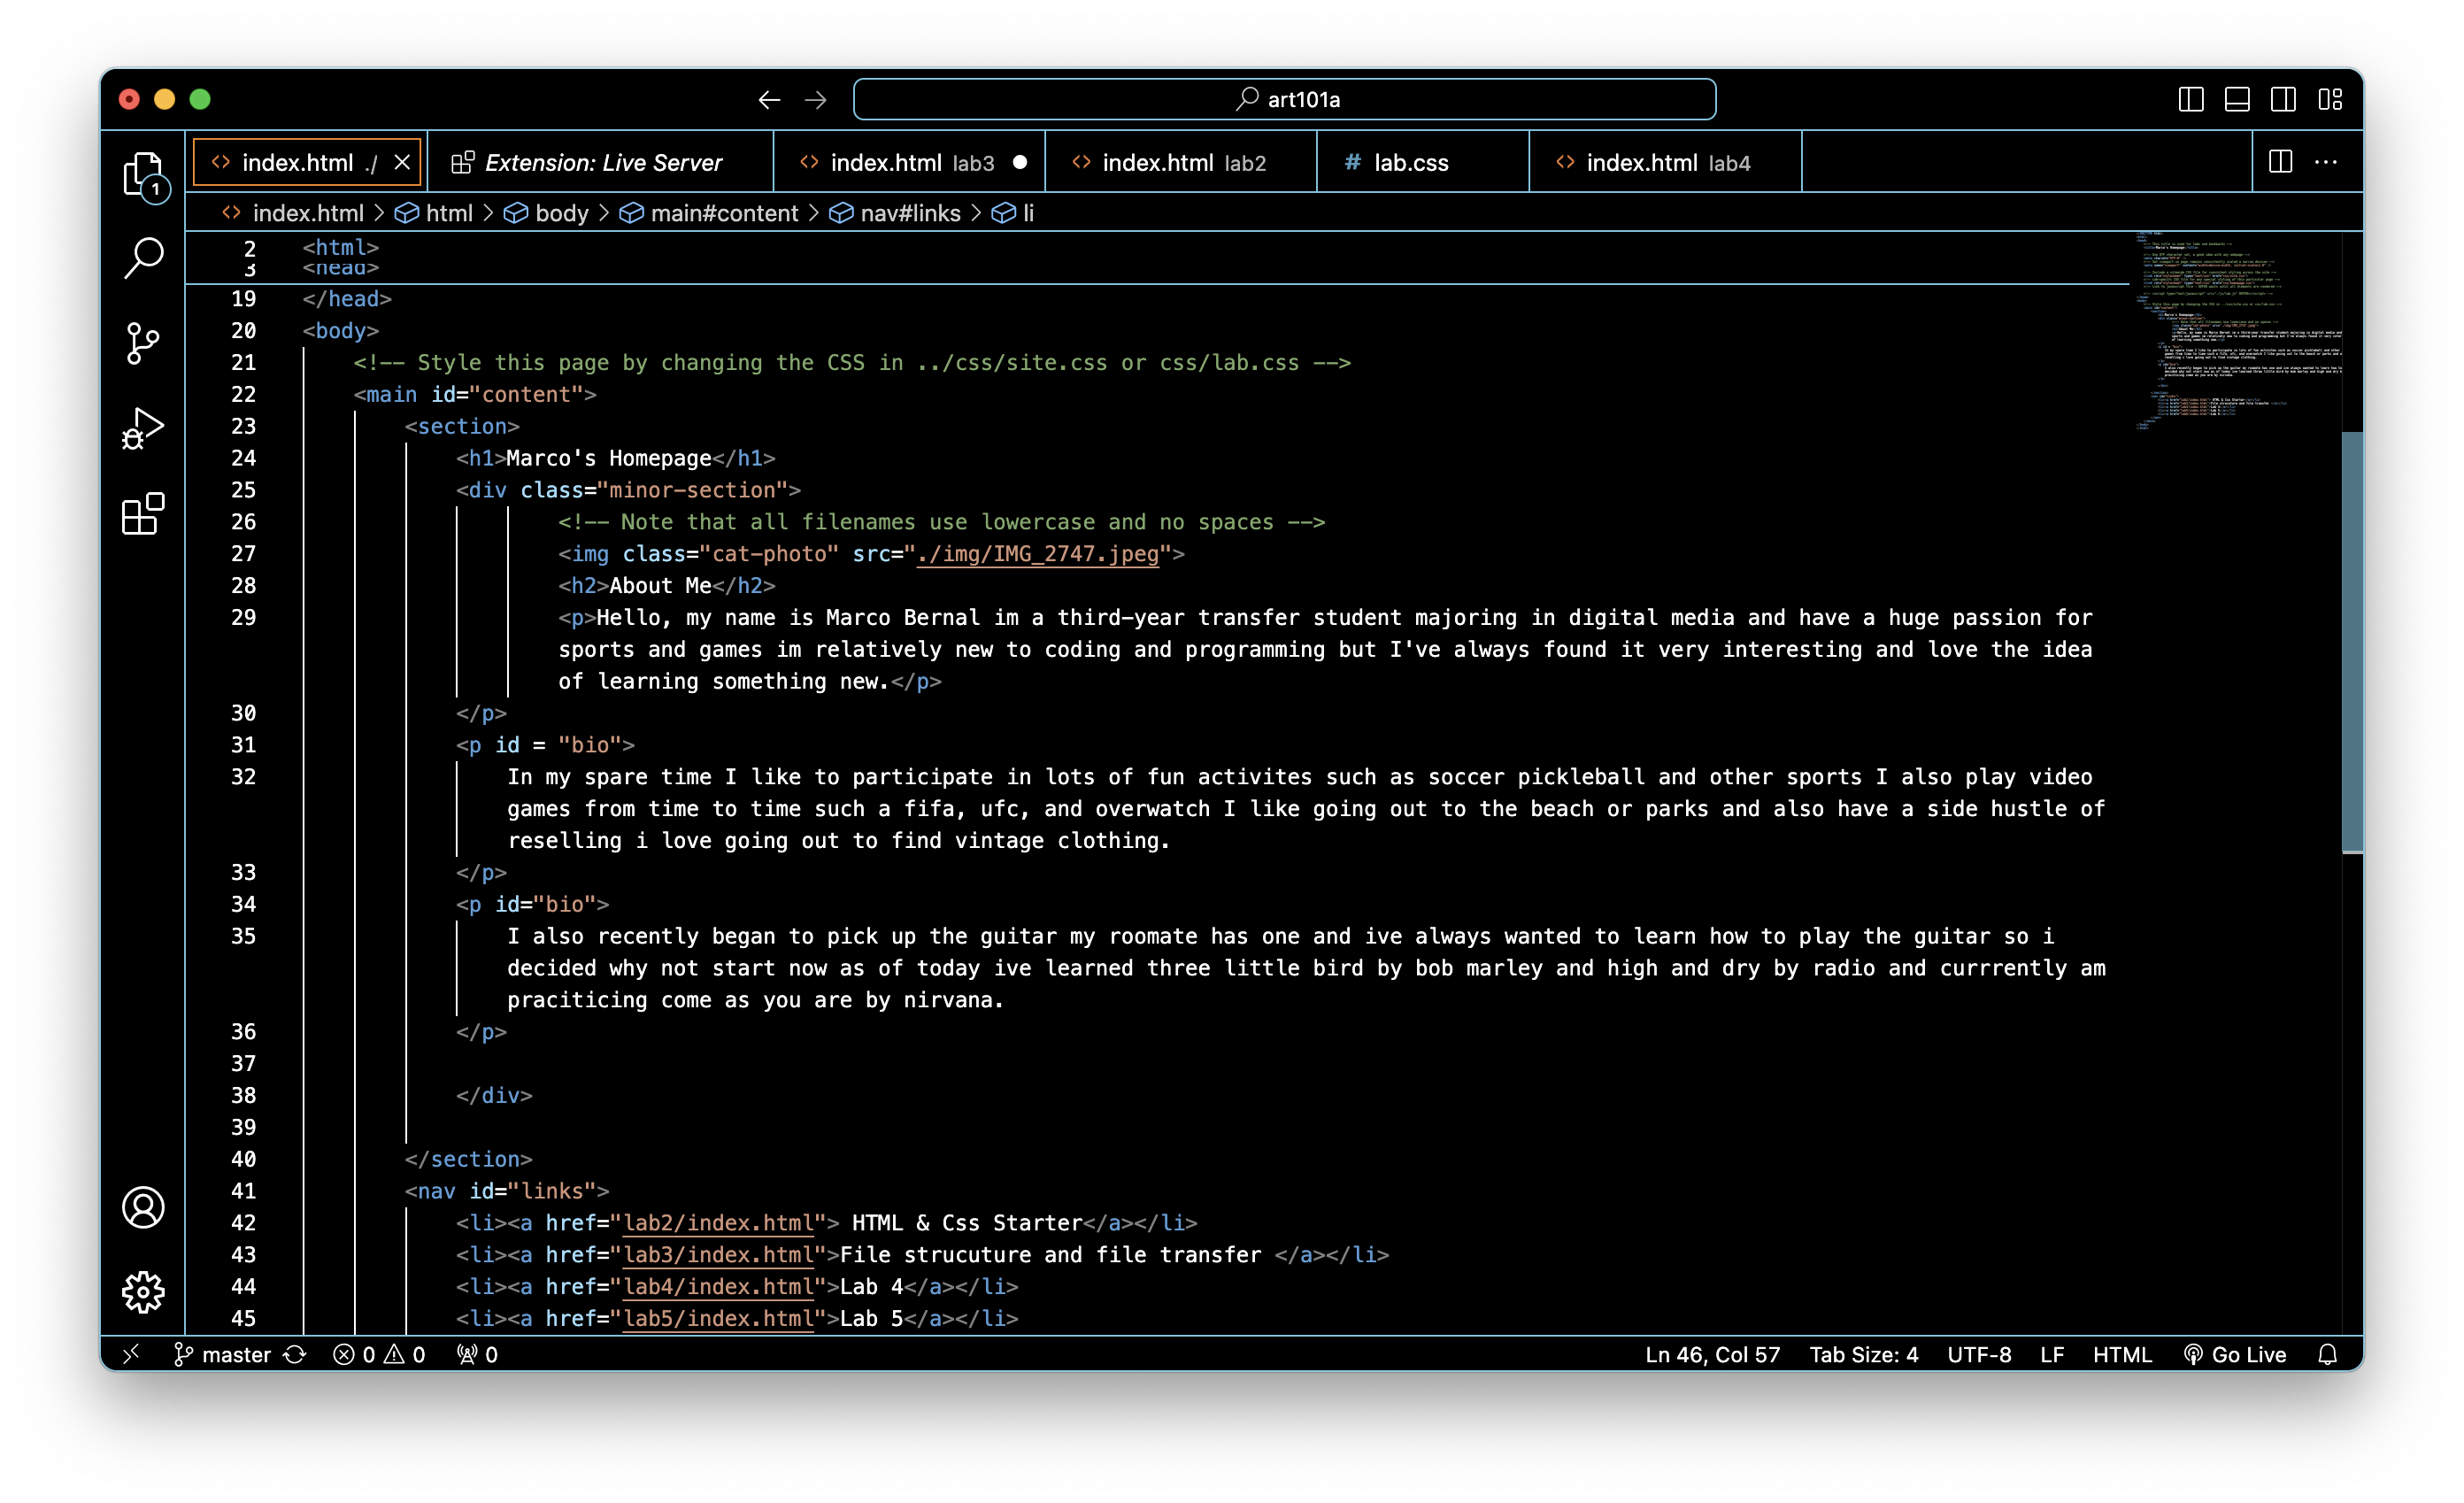 art101a
index.html ./ Extension: Live Server index.html lab3 index.html lab2 # lab.css index.html lab4
1
index.html > html > body > main#content > nav#links > li
2 <html>
3 <head>
19 </head>
20 <body>
21 <!-- Style this page by changing the CSS in ../css/site.css or css/lab.css -->
22 <main id="content">
23 <section>
24 <h1>Marco's Homepage</h1>
25 <div class="minor-section">
26 <!-- Note that all filenames use lowercase and no spaces -->
27 <img class="cat-photo" src="./img/IMG_2747.jpeg">
28 <h2>About Me</h2>
29 <p>Hello, my name is Marco Bernal im a third-year transfer student majoring in digital media and have a huge passion for
sports and games im relatively new to coding and programming but I've always found it very interesting and love the idea
of learning something new.</p>
30 </p>
31 <p id = "bio">
32 In my spare time I like to participate in lots of fun activites such as soccer pickleball and other sports I also play video
games from time to time such a fifa, ufc, and overwatch I like going out to the beach or parks and also have a side hustle of
reselling i love going out to find vintage clothing.
33 </p>
34 <p id="bio">
35 I also recently began to pick up the guitar my roomate has one and ive always wanted to learn how to play the guitar so i
decided why not start now as of today ive learned three little bird by bob marley and high and dry by radio and currrently am
praciticing come as you are by nirvana.
36 </p>
37
38 </div>
39
40 </section>
41 <nav id="links">
42 <li><a href="lab2/index.html"> HTML & Css Starter</a></li>
43 <li><a href="lab3/index.html">File strucuture and file transfer </a></li>
44 <li><a href="lab4/index.html">Lab 4</a></li>
45 <li><a href="lab5/index.html">Lab 5</a></li>
master 0 0 0 Ln 46, Col 57 Tab Size: 4 UTF-8 LF HTML Go Live